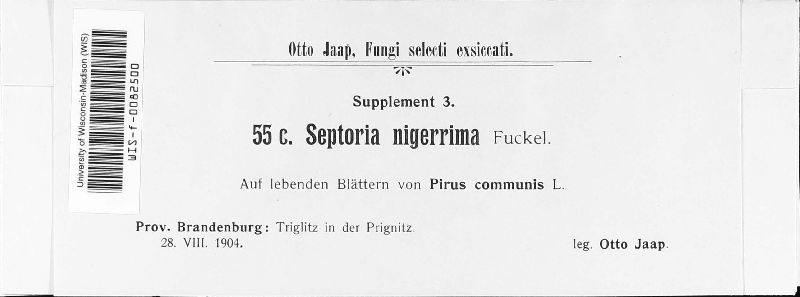 University of Wisconsin-Madison (WIS)
WIS-f-0082500
Otto Jaap, Fungi selecti exsiccati.
Supplement 3.
55 c. Septoria nigerrima Fuckel.
Auf lebenden Blättern von Pirus communis L.
Prov. Brandenburg: Triglitz in der Prignitz.
28. VIII. 1904.
leg. Otto Jaap.